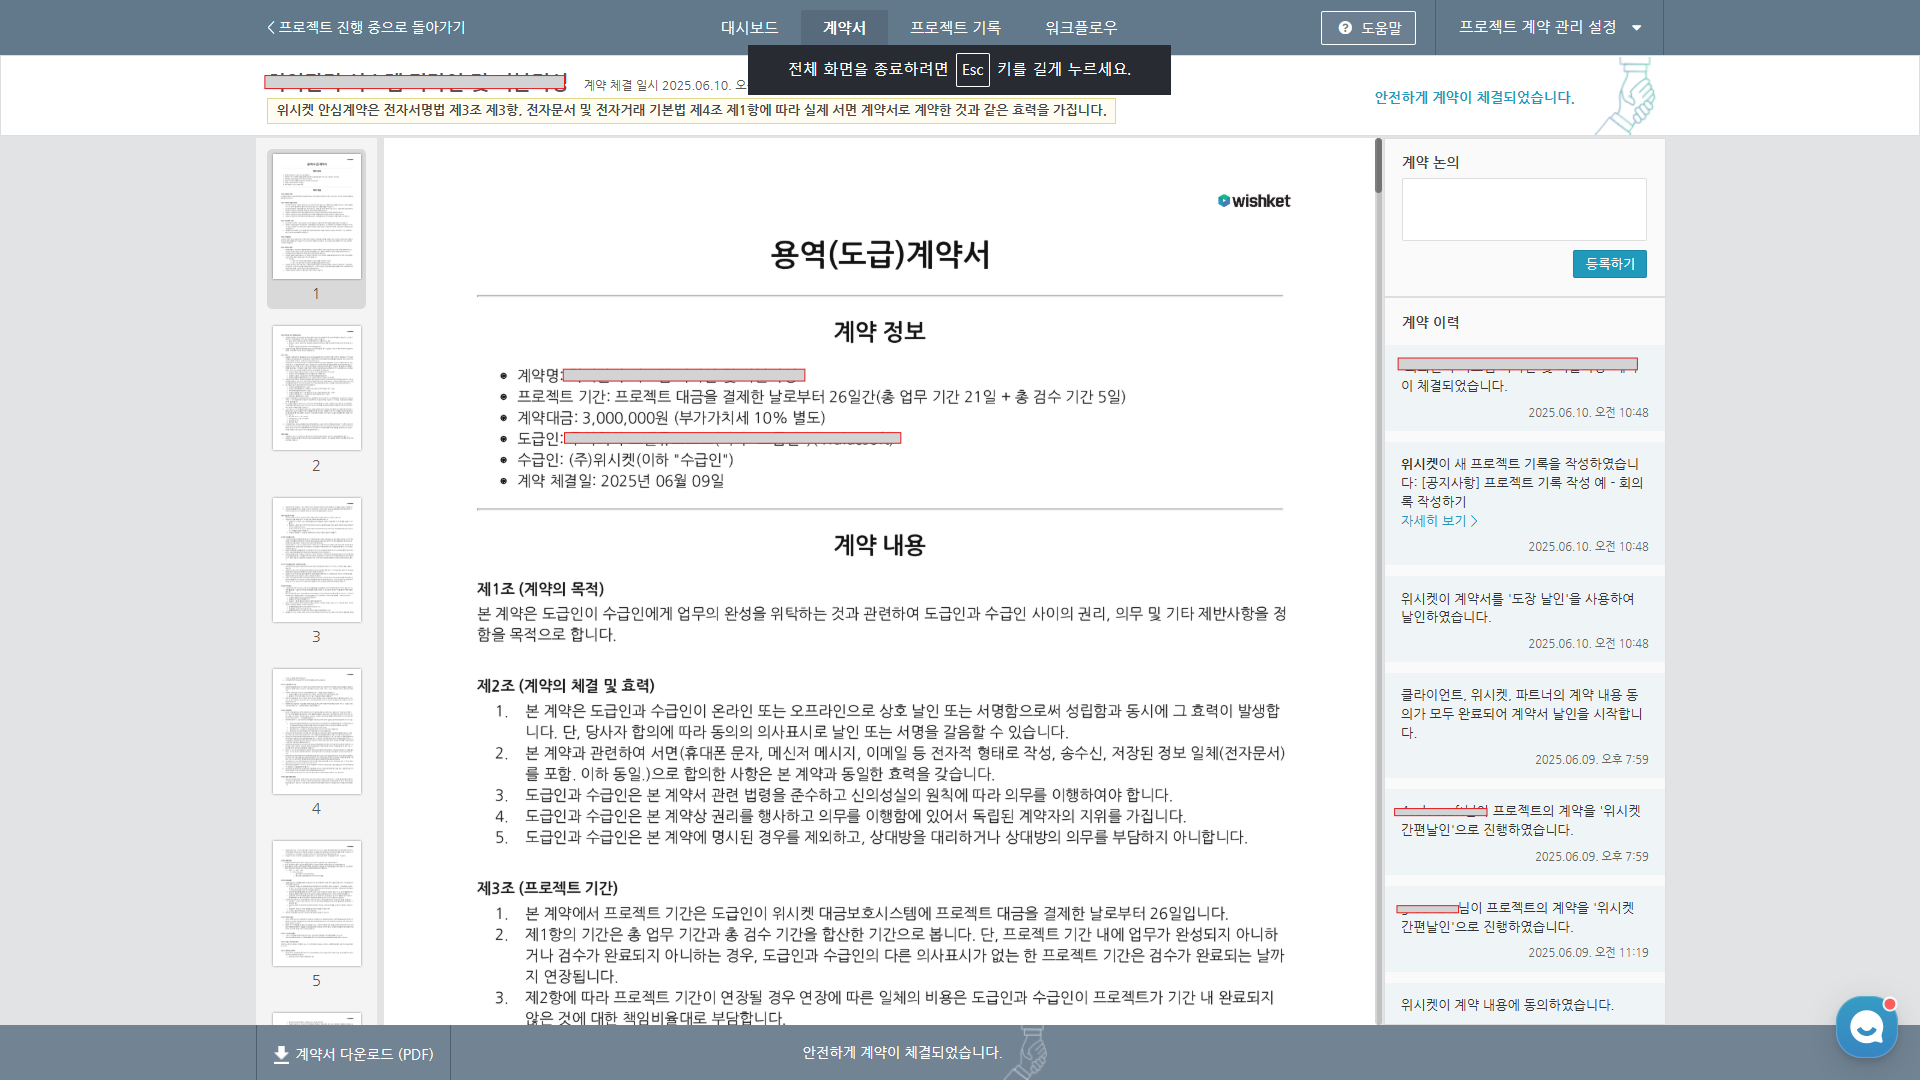 프로젝트 진행 중으로 돌아가기
대시보드
계약서
프로젝트 기록
워크플로우
도움말
프로젝트 계약 관리 설정
전체 화면을 종료하려면 Esc 키를 길게 누르세요.
계약 체결 일시 2025.06.10. 오
위시켓 안심계약은 전자서명법 제3조 제3항, 전자문서 및 전자거래 기본법 제4조 제1항에 따라 실제 서면 계약서로 계약한 것과 같은 효력을 가집니다.
안전하게 계약이 체결되었습니다.
1
2
3
4
5
wishket
용역(도급)계약서
계약 정보
계약명:
프로젝트 기간: 프로젝트 대금을 결제한 날로부터 26일간(총 업무 기간 21일 + 총 검수 기간 5일)
계약대금: 3,000,000원 (부가가치세 10% 별도)
도급인:
수급인: (주)위시켓(이하 "수급인")
계약 체결일: 2025년 06월 09일
계약 내용
제1조 (계약의 목적)
본 계약은 도급인이 수급인에게 업무의 완성을 위탁하는 것과 관련하여 도급인과 수급인 사이의 권리, 의무 및 기타 제반사항을 정
함을 목적으로 합니다.
제2조 (계약의 체결 및 효력)
1. 본 계약은 도급인과 수급인이 온라인 또는 오프라인으로 상호 날인 또는 서명함으로써 성립함과 동시에 그 효력이 발생합
니다. 단, 당사자 합의에 따라 동의의 의사표시로 날인 또는 서명을 갈음할 수 있습니다.
2. 본 계약과 관련하여 서면(휴대폰 문자, 메신저 메시지, 이메일 등 전자적 형태로 작성, 송수신, 저장된 정보 일체(전자문서)
를 포함. 이하 동일.)으로 합의한 사항은 본 계약과 동일한 효력을 갖습니다.
3. 도급인과 수급인은 본 계약서 관련 법령을 준수하고 신의성실의 원칙에 따라 의무를 이행하여야 합니다.
4. 도급인과 수급인은 본 계약상 권리를 행사하고 의무를 이행함에 있어서 독립된 계약자의 지위를 가집니다.
5. 도급인과 수급인은 본 계약에 명시된 경우를 제외하고, 상대방을 대리하거나 상대방의 의무를 부담하지 아니합니다.
제3조 (프로젝트 기간)
1. 본 계약에서 프로젝트 기간은 도급인이 위시켓 대금보호시스템에 프로젝트 대금을 결제한 날로부터 26일입니다.
2. 제1항의 기간은 총 업무 기간과 총 검수 기간을 합산한 기간으로 봅니다. 단, 프로젝트 기간 내에 업무가 완성되지 아니하
거나 검수가 완료되지 아니하는 경우, 도급인과 수급인의 다른 의사표시가 없는 한 프로젝트 기간은 검수가 완료되는 날까
지 연장됩니다.
3. 제2항에 따라 프로젝트 기간이 연장될 경우 연장에 따른 일체의 비용은 도급인과 수급인이 프로젝트가 기간 내 완료되지
않은 것에 대한 책임비율대로 부담합니다.
계약 논의
등록하기
계약 이력
이 체결되었습니다.
2025.06.10. 오전 10:48
위시켓이 새 프로젝트 기록을 작성하였습니
다: [공지사항] 프로젝트 기록 작성 예 - 회의
록 작성하기
자세히 보기 >
2025.06.10. 오전 10:48
위시켓이 계약서를 '도장 날인'을 사용하여
날인하였습니다.
2025.06.10. 오전 10:48
클라이언트, 위시켓, 파트너의 계약 내용 동
의가 모두 완료되어 계약서 날인을 시작합니
다.
2025.06.09. 오후 7:59
프로젝트의 계약을 '위시켓
간편날인'으로 진행하였습니다.
2025.06.09. 오후 7:59
님이 프로젝트의 계약을 '위시켓
간편날인'으로 진행하였습니다.
2025.06.09. 오전 11:19
위시켓이 계약 내용에 동의하였습니다.
계약서 다운로드 (PDF)
안전하게 계약이 체결되었습니다.